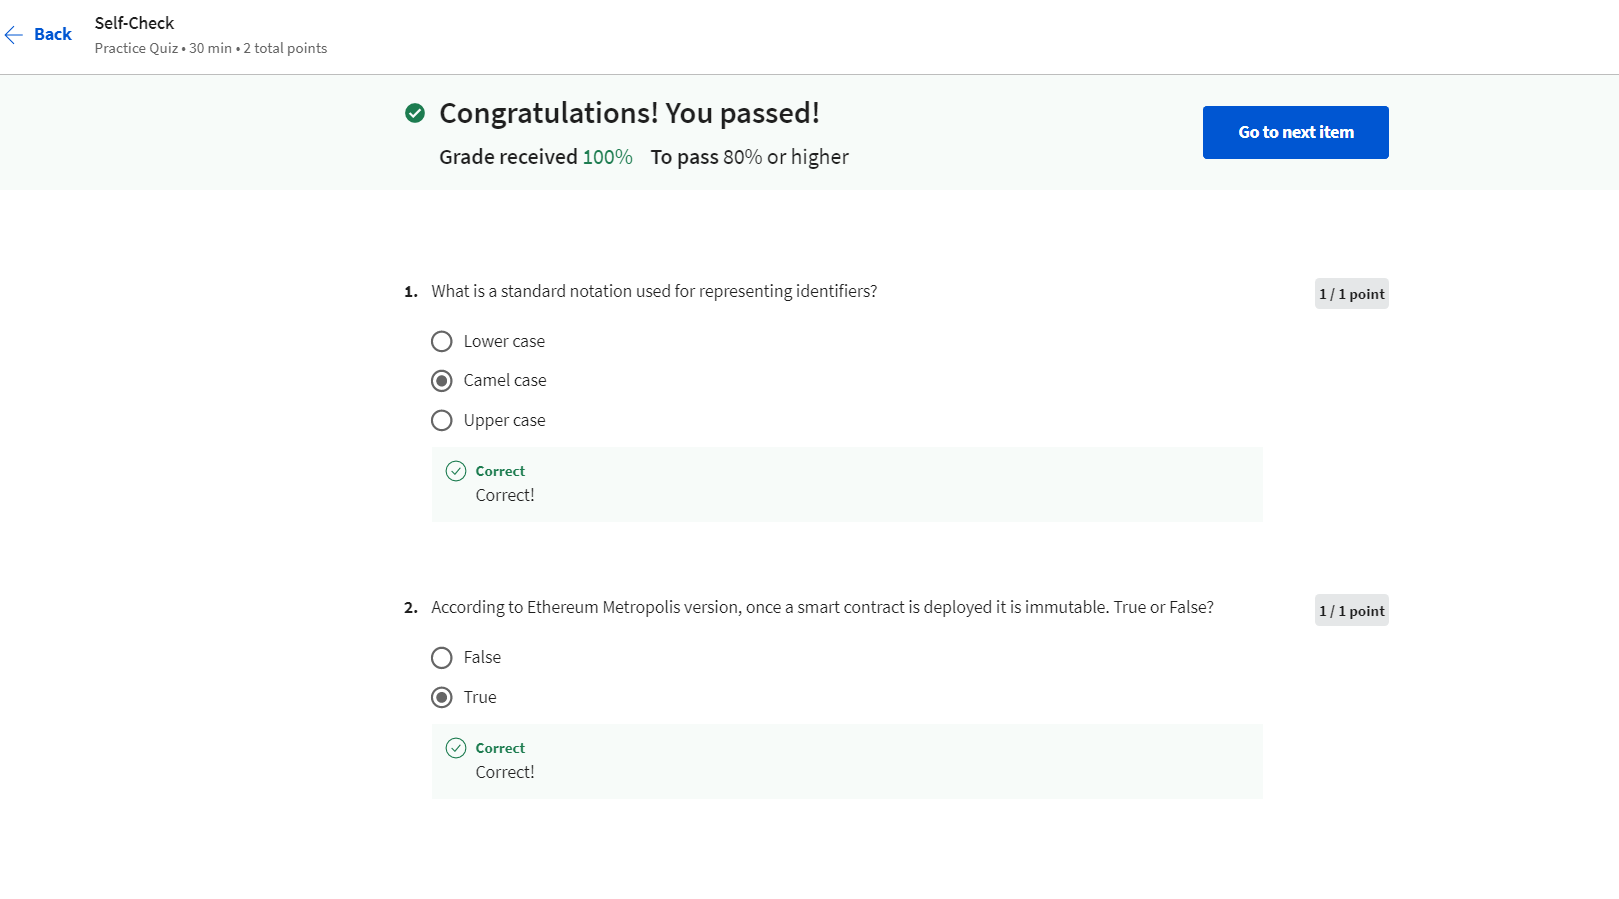 Back
Self-Check
Practice Quiz • 30 min • 2 total points
Congratulations! You passed!
Grade received 100% To pass 80% or higher
Go to next item
1. What is a standard notation used for representing identifiers?
1 / 1 point
Lower case
Camel case
Upper case
Correct
Correct!
2. According to Ethereum Metropolis version, once a smart contract is deployed it is immutable. True or False?
1 / 1 point
False
True
Correct
Correct!